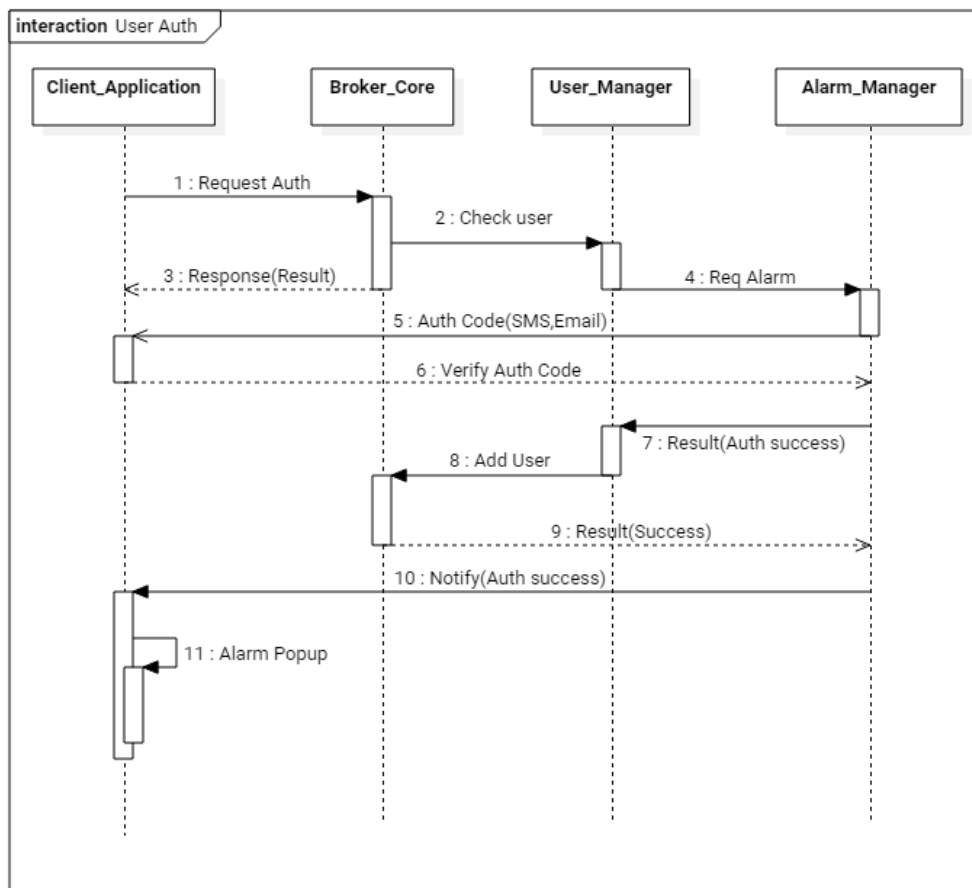 interaction User Auth
Client_Application
Broker_Core
User_Manager
Alarm_Manager
1 : Request Auth
2 : Check user
3 : Response(Result)
4 : Req Alarm
5 : Auth Code(SMS,Email)
6 : Verify Auth Code
7 : Result(Auth success)
8 : Add User
9 : Result(Success)
10 : Notify(Auth success)
11 : Alarm Popup